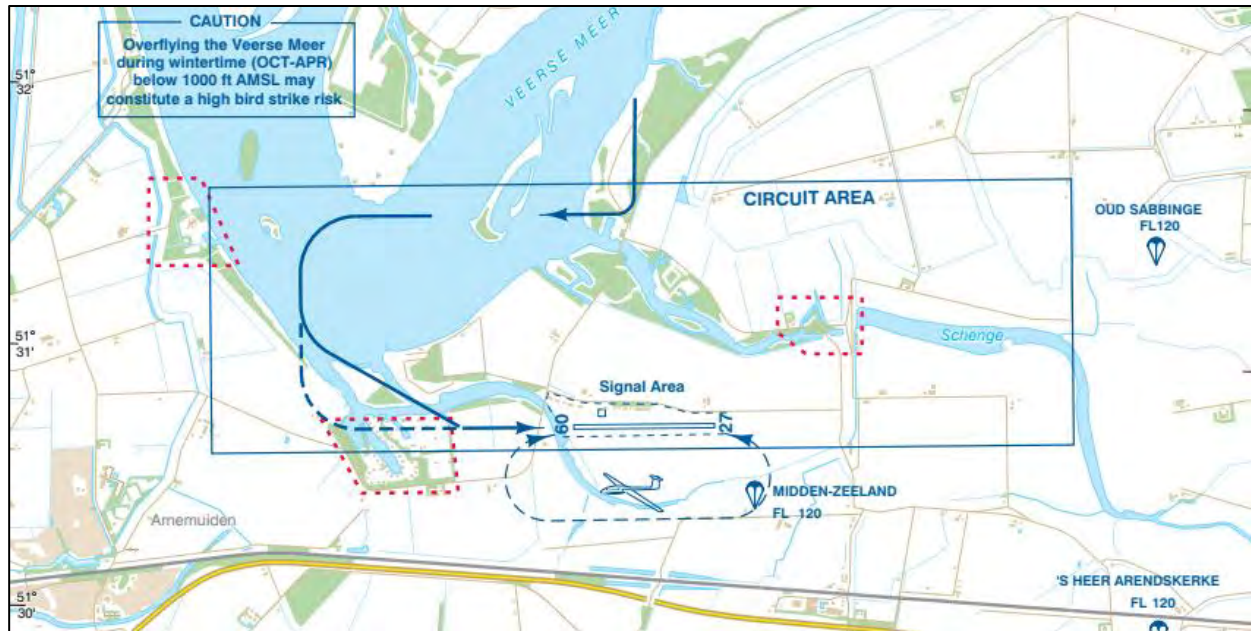 CAUTION
Overflying the Veerse Meer
during wintertime (OCT-APR)
below 1000 ft AMSL may
constitute a high bird strike risk
51°
32'
VEERSE MEER
CIRCUIT AREA
OUD SABBINGE
FL120
51°
31'
Schenge
Signal Area
09
27
MIDDEN-ZEELAND
FL 120
Arnemuiden
'S HEER ARENDSKERKE
FL 120
51°
30'